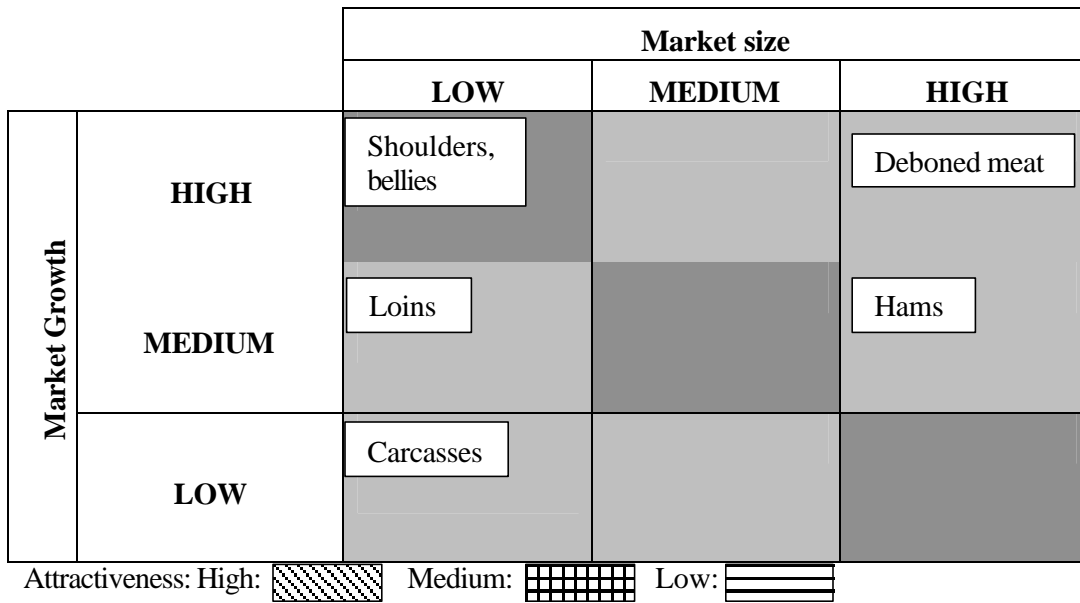 Market size
LOW MEDIUM HIGH
Market Growth
HIGH
Shoulders,
bellies
Deboned meat
MEDIUM
Loins
Hams
LOW
Carcasses
Attractiveness: High: Medium: Low: